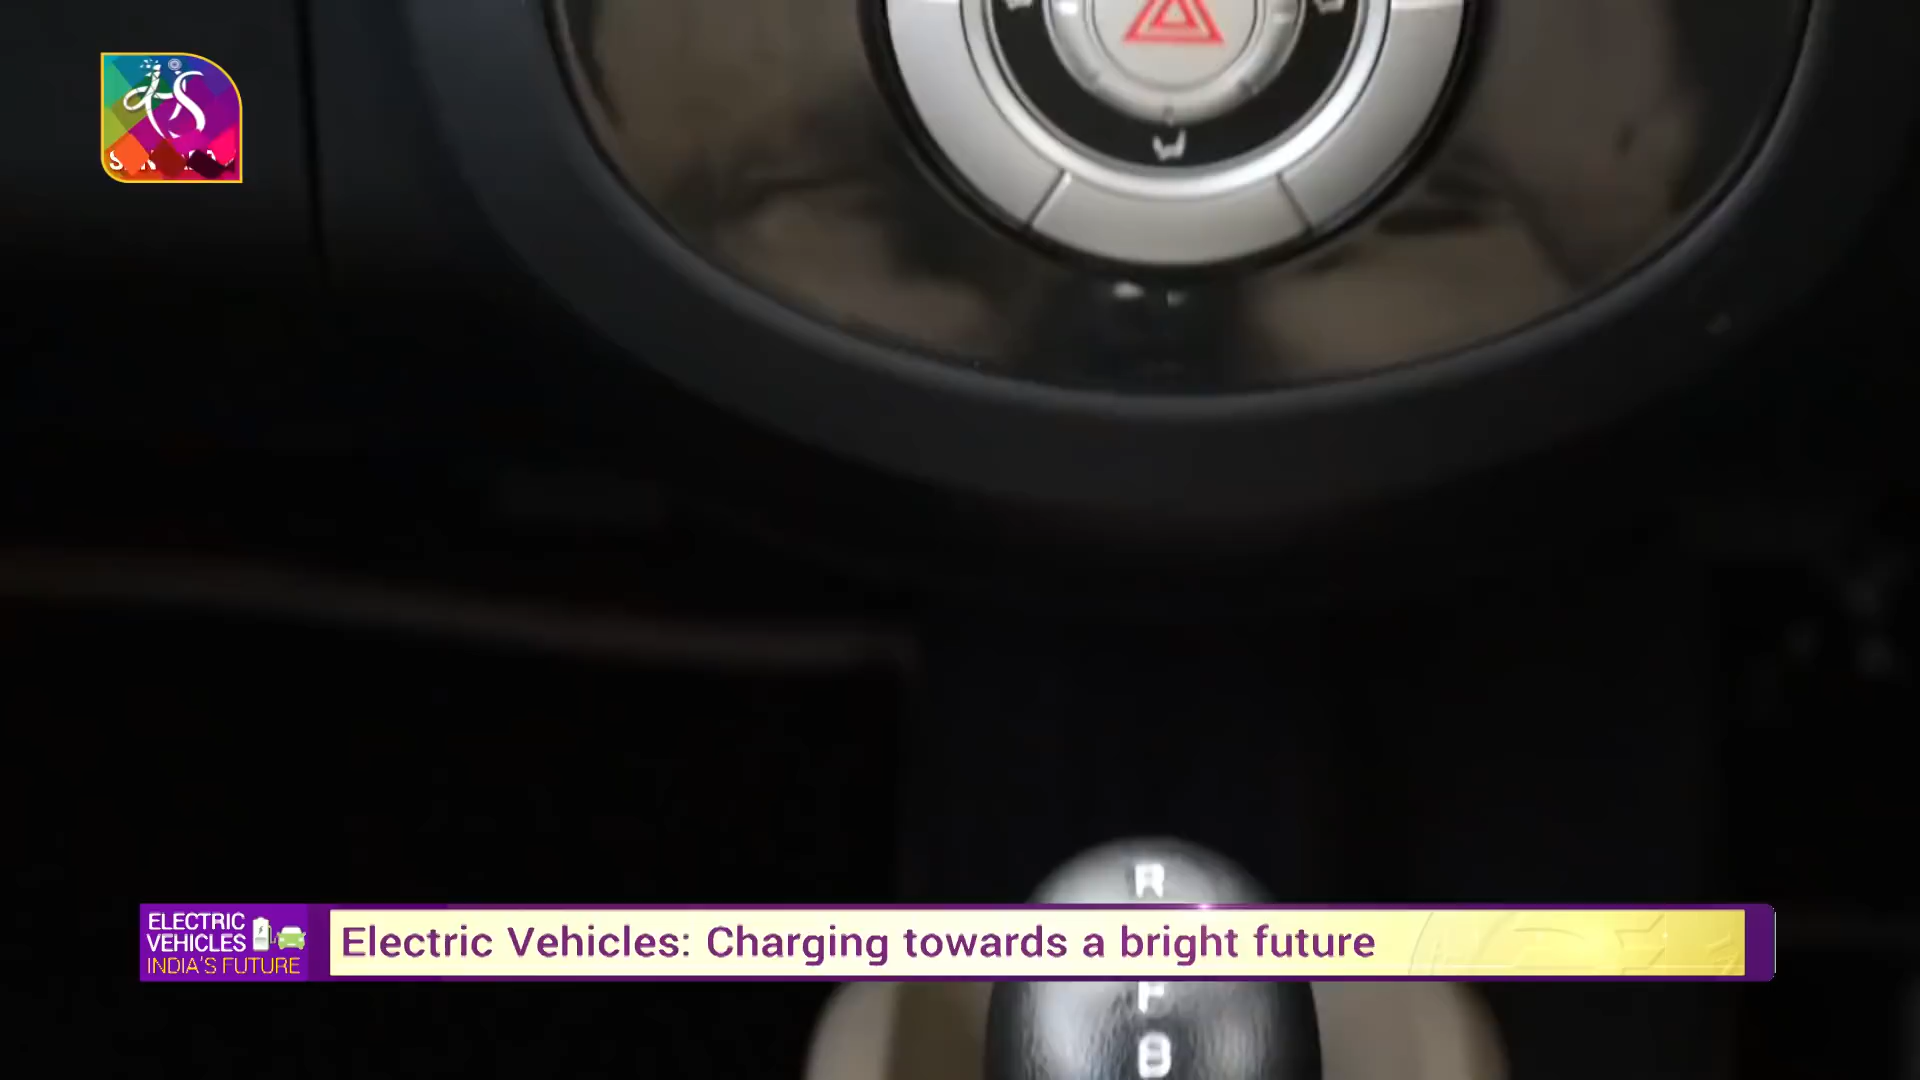 R
ELECTRIC
VEHICLES
INDIA'S FUTURE
Electric Vehicles: Charging towards a bright future
F
B